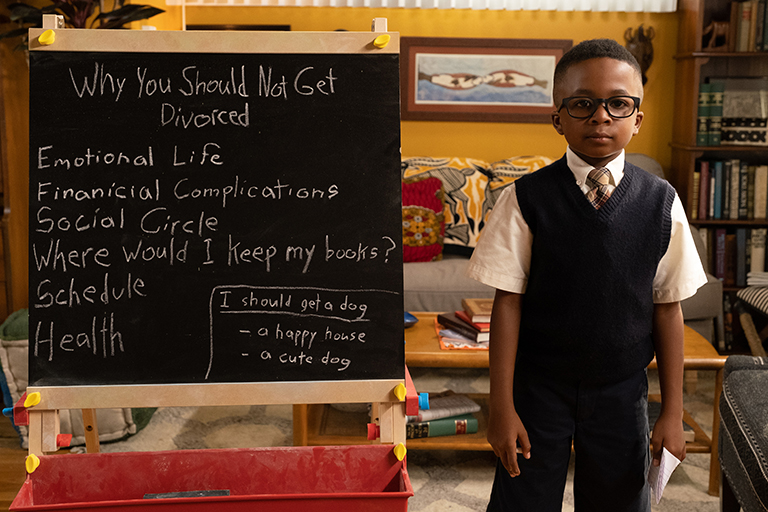 Why You Should Not Get
Divorced
Emotional Life
Finanicial Complications
Social Circle
Where would I keep my books?
Schedule
Health
I should get a dog
- a happy house
- a cute dog